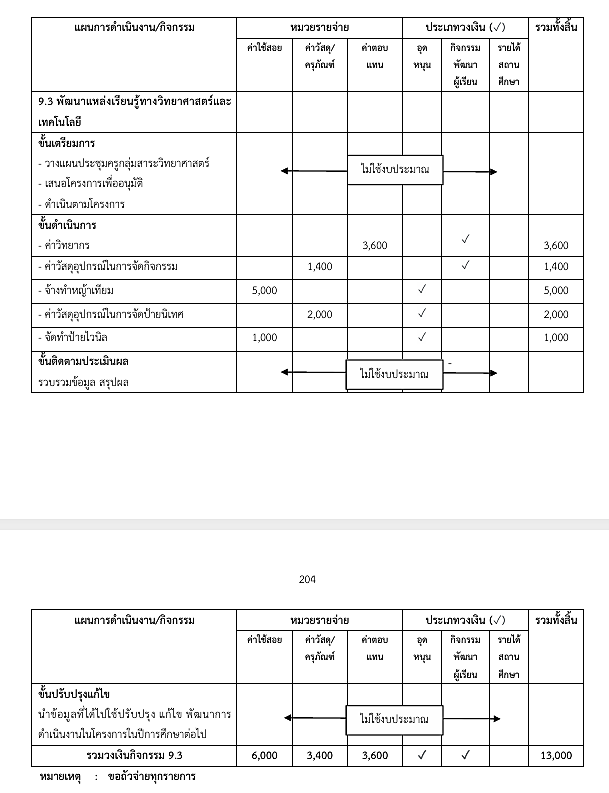 แผนการดำเนินงาน/กิจกรรม หมวยรายจ่าย ประเภทวงเงิน (✓) รวมทั้งสิ้น
ค่าใช้สอย ค่าวัสดุ/ ค่าตอบ อุด กิจกรรม รายได้
ครุภัณฑ์ แทน หนุน พัฒนา สถาน
ผู้เรียน ศึกษา
9.3 พัฒนาแหล่งเรียนรู้ทางวิทยาศาสตร์และ
เทคโนโลยี
ขั้นเตรียมการ
- วางแผนประชุมครูกลุ่มสาระวิทยาศาสตร์ ไม่ใช้งบประมาณ
- เสนอโครงการเพื่ออนุมัติ
- ดำเนินตามโครงการ
ขั้นดำเนินการ
- ค่าวิทยากร 3,600 ✓ 3,600
- ค่าวัสดุอุปกรณ์ในการจัดกิจกรรม 1,400 ✓ 1,400
- จ้างทำหญ้าเทียม 5,000 ✓ 5,000
- ค่าวัสดุอุปกรณ์ในการจัดป้ายนิเทศ 2,000 ✓ 2,000
- จัดทำป้ายไวนิล 1,000 ✓ 1,000
ขั้นติดตามประเมินผล -
รวบรวมข้อมูล สรุปผล ไม่ใช้งบประมาณ
204
แผนการดำเนินงาน/กิจกรรม หมวยรายจ่าย ประเภทวงเงิน (✓) รวมทั้งสิ้น
ค่าใช้สอย ค่าวัสดุ/ ค่าตอบ อุด กิจกรรม รายได้
ครุภัณฑ์ แทน หนุน พัฒนา สถาน
ผู้เรียน ศึกษา
ขั้นปรับปรุงแก้ไข
นำข้อมูลที่ได้ไปใช้ปรับปรุง แก้ไข พัฒนาการ ไม่ใช้งบประมาณ
ดำเนินงานในโครงการในปีการศึกษาต่อไป
รวมวงเงินกิจกรรม 9.3 6,000 3,400 3,600 ✓ ✓ 13,000
หมายเหตุ : ขอถัวจ่ายทุกรายการ